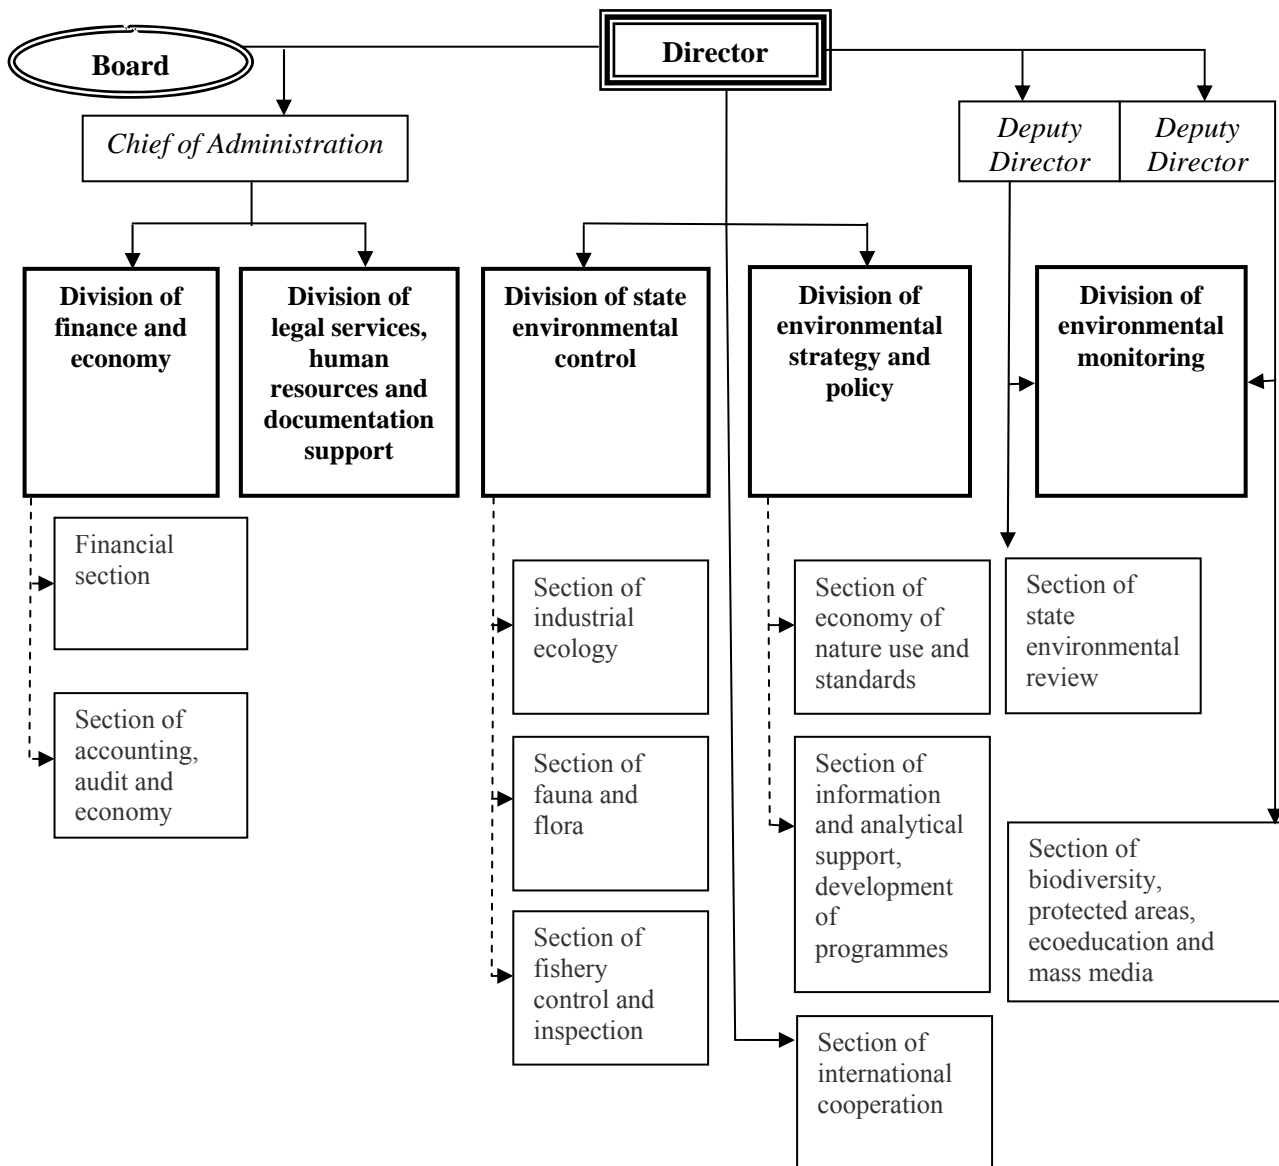 Board
Director
Chief of Administration
Deputy
Director
Deputy
Director
Division of
finance and
economy
Division of
legal services,
human
resources and
documentation
support
Division of state
environmental
control
Division of
environmental
strategy and
policy
Division of
environmental
monitoring
Financial
section
Section of
accounting,
audit and
economy
Section of
industrial
ecology
Section of
fauna and
flora
Section of
fishery
control and
inspection
Section of
economy of
nature use and
standards
Section of
information
and analytical
support,
development
of
programmes
Section of
international
cooperation
Section of
state
environmental
review
Section of
biodiversity,
protected areas,
ecoeducation and
mass media